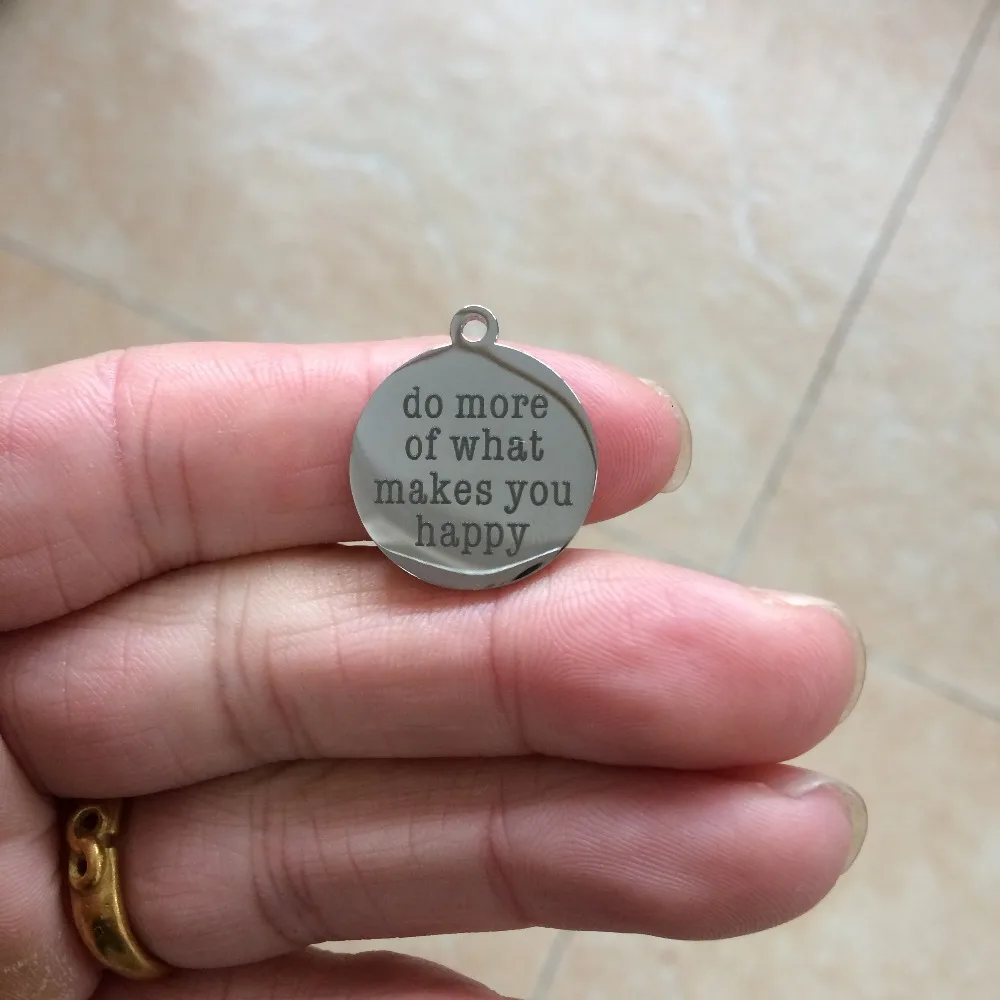 do more
of what
makes you
happy